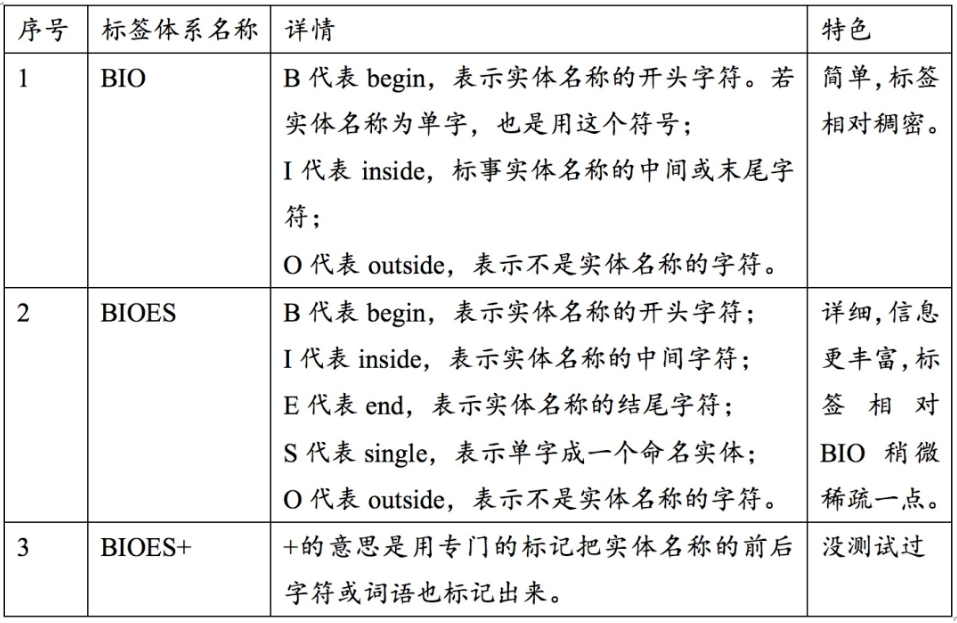 序号 标签体系名称 详情 特色
1 BIO B 代表 begin，表示实体名称的开头字符。若 简单，标签
实体名称为单字，也是用这个符号； 相对稠密。
I 代表 inside，标事实体名称的中间或末尾字
符；
O 代表 outside，表示不是实体名称的字符。
2 BIOES B 代表 begin，表示实体名称的开头字符； 详细，信息
I 代表 inside，表示实体名称的中间字符； 更丰富，标
E 代表 end，表示实体名称的结尾字符； 签相对
S 代表 single，表示单字成一个命名实体； BIO 稍微
O 代表 outside，表示不是实体名称的字符。 稀疏一点。
3 BIOES+ +的意思是用专门的标记把实体名称的前后 没测试过
字符或词语也标记出来。